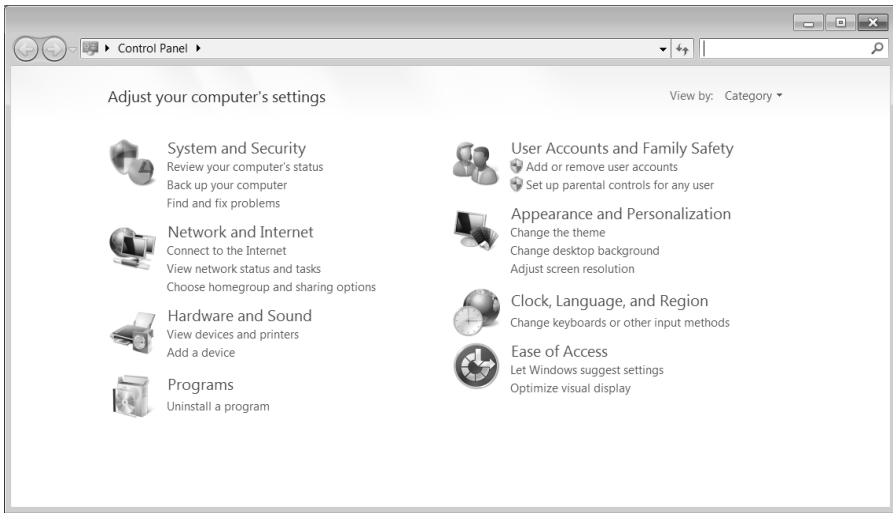 Control Panel
Adjust your computer's settings
View by: Category
System and Security
Review your computer's status
Back up your computer
Find and fix problems
Network and Internet
Connect to the Internet
View network status and tasks
Choose homegroup and sharing options
Hardware and Sound
View devices and printers
Add a device
Programs
Uninstall a program
User Accounts and Family Safety
Add or remove user accounts
Set up parental controls for any user
Appearance and Personalization
Change the theme
Change desktop background
Adjust screen resolution
Clock, Language, and Region
Change keyboards or other input methods
Ease of Access
Let Windows suggest settings
Optimize visual display